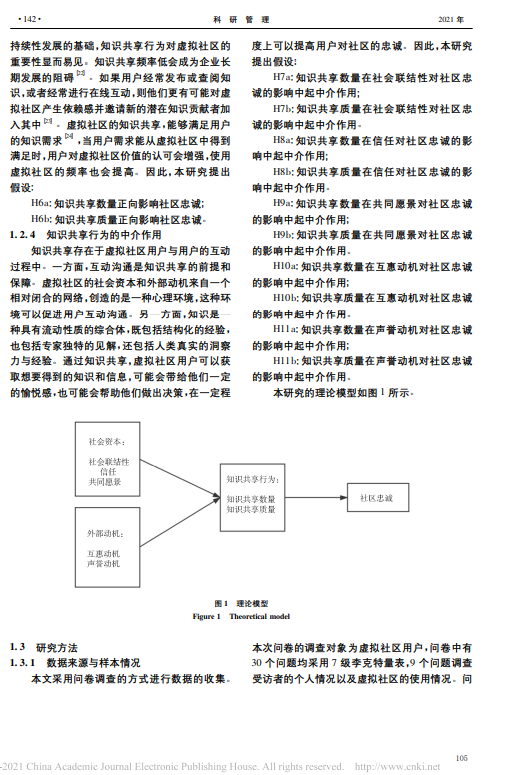 ·142·
科 研 管 理
2021 年
持续性发展的基础,知识共享行为对虚拟社区的
重要性显而易见。知识共享频率低会成为企业长
期发展的阻碍。如果用户经常发布或查阅知
识,或者经常进行在线互动,则他们更有可能对虚
拟社区产生依赖感并邀请新的潜在知识贡献者加
入其中。虚拟社区的知识共享,能够满足用户
的知识需求,当用户需求能从虚拟社区中得到
满足时,用户对虚拟社区价值的认可会增强,使用
虚拟社区的频率也会提高。因此,本研究提出
假设:
H6a:知识共享数量正向影响社区忠诚;
H6b:知识共享质量正向影响社区忠诚。
1.2.4 知识共享行为的中介作用
知识共享存在于虚拟社区用户与用户的互动
过程中。一方面,互动沟通是知识共享的前提和
保障。虚拟社区的社会资本和外部动机来自一个
相对闭合的网络,创造的是一种心理环境,这种环
境可以促进用户互动沟通。另一方面,知识是一
种具有流动性质的综合体,既包括结构化的经验,
也包括专家独特的见解,还包括人类真实的洞察
力与经验。通过知识共享,虚拟社区用户可以获
取想要得到的知识和信息,可能会带给他们一定
的愉悦感,也可能会帮助他们做出决策,在一定程
度上可以提高用户对社区的忠诚。因此,本研究
提出假设:
H7a:知识共享数量在社会联结性对社区忠
诚的影响中起中介作用;
H7b:知识共享质量在社会联结性对社区忠
诚的影响中起中介作用。
H8a:知识共享数量在信任对社区忠诚的影
响中起中介作用;
H8b:知识共享质量在信任对社区忠诚的影
响中起中介作用。
H9a:知识共享数量在共同愿景对社区忠诚
的影响中起中介作用;
H9b:知识共享质量在共同愿景对社区忠诚
的影响中起中介作用。
H10a:知识共享数量在互惠动机对社区忠诚
的影响中起中介作用;
H10b:知识共享质量在互惠动机对社区忠诚
的影响中起中介作用。
H11a:知识共享数量在声誉动机对社区忠诚
的影响中起中介作用;
H11b:知识共享质量在声誉动机对社区忠诚
的影响中起中介作用。
本研究的理论模型如图 1 所示。
社会资本:
社会联结性
信任
共同愿景
外部动机:
互惠动机
声誉动机
知识共享行为:
知识共享数量
知识共享质量
社区忠诚
图 1 理论模型
Figure 1 Theoretical model
1.3 研究方法
1.3.1 数据来源与样本情况
本文采用问卷调查的方式进行数据的收集。
本次问卷的调查对象为虚拟社区用户,问卷中有
30 个问题均采用 7 级李克特量表,9 个问题调查
受访者的个人情况以及虚拟社区的使用情况。问
105
-2021 China Academic Journal Electronic Publishing House. All rights reserved. http://www.cnki.net